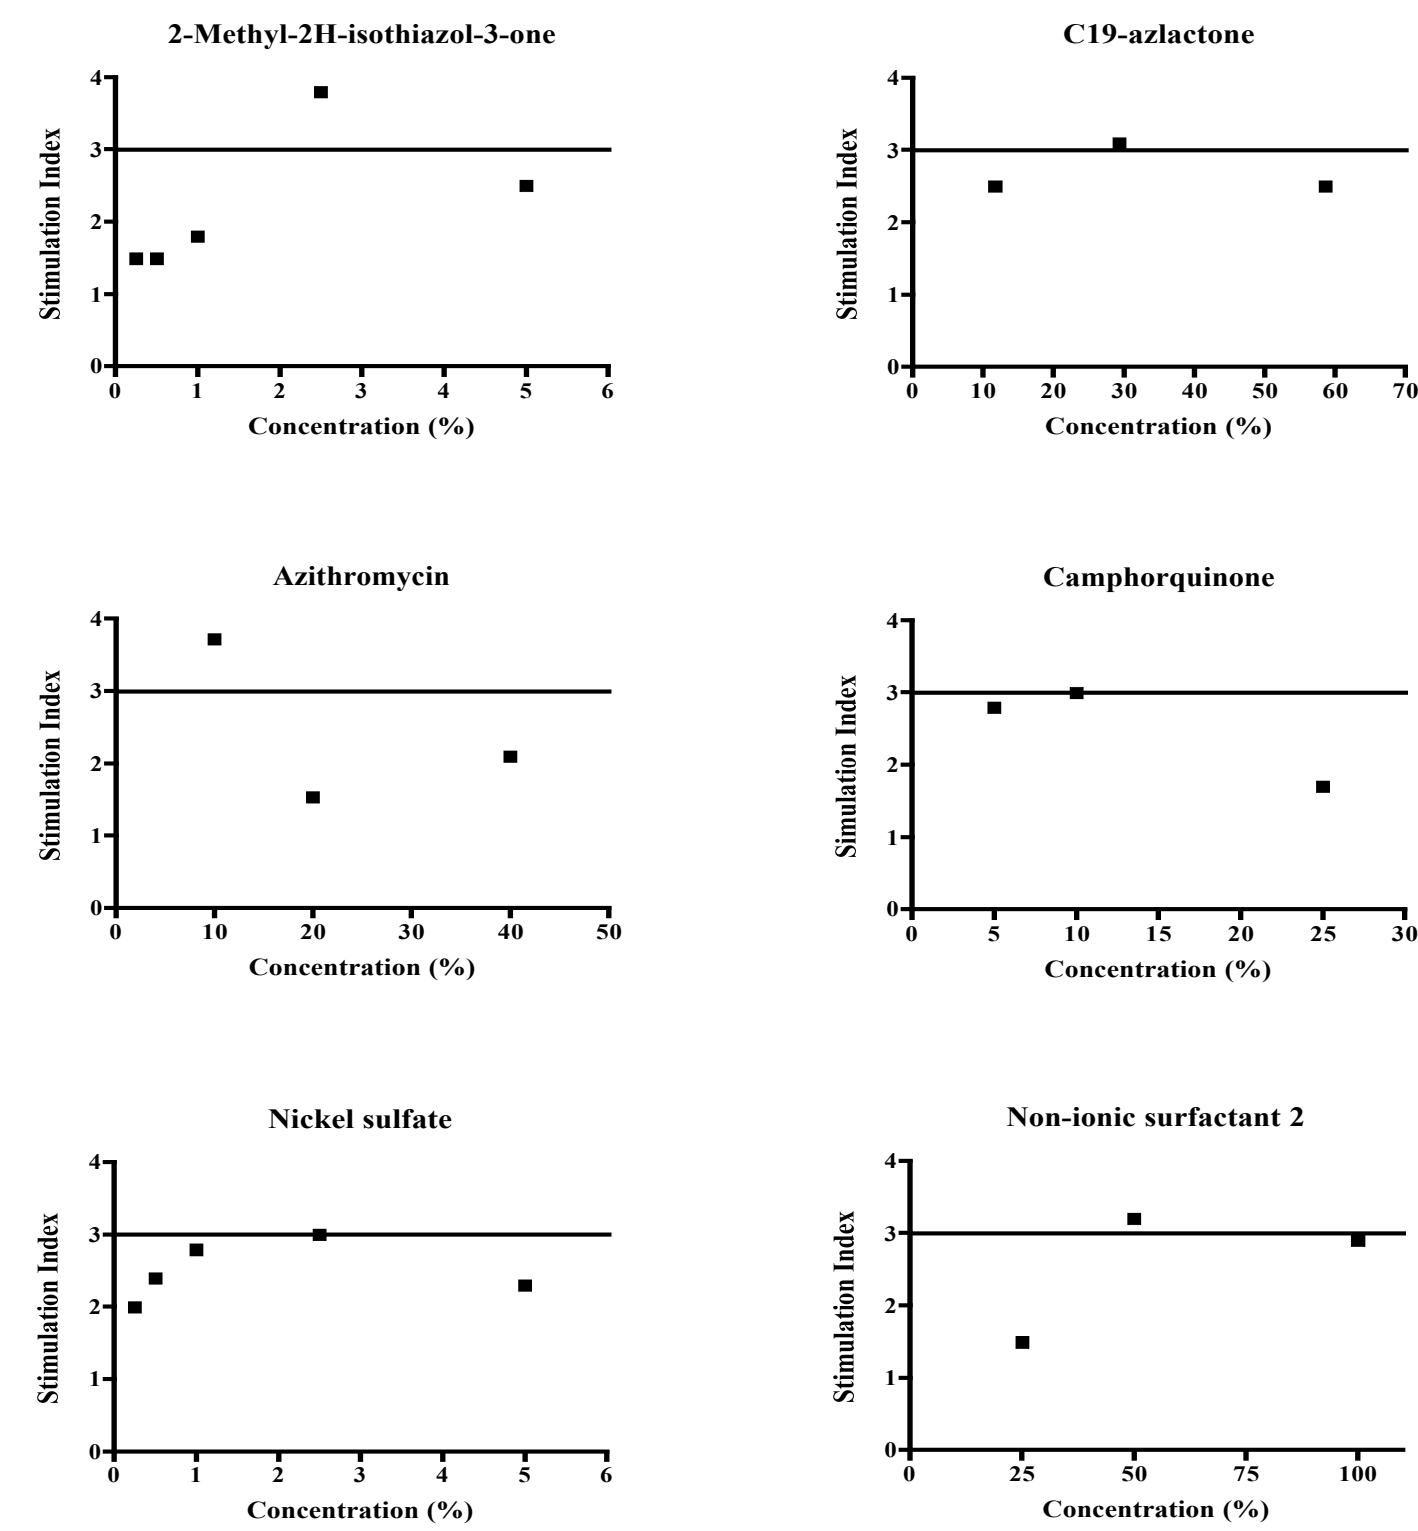 2-Methyl-2H-isothiazol-3-one
4
3
2
1
0
Stimulation Index
0 1 2 3 4 5 6
Concentration (%)
C19-azlactone
4
3
2
1
0
Stimulation Index
0 10 20 30 40 50 60 70
Concentration (%)
Azithromycin
4
3
2
1
0
Stimulation Index
0 10 20 30 40 50
Concentration (%)
Camphorquinone
4
3
2
1
0
Simulation Index
0 5 10 15 20 25 30
Concentration (%)
Nickel sulfate
4
3
2
1
0
Stimulation Index
0 1 2 3 4 5 6
Concentration (%)
Non-ionic surfactant 2
4
3
2
1
0
Stimulation Index
0 25 50 75 100
Concentration (%)